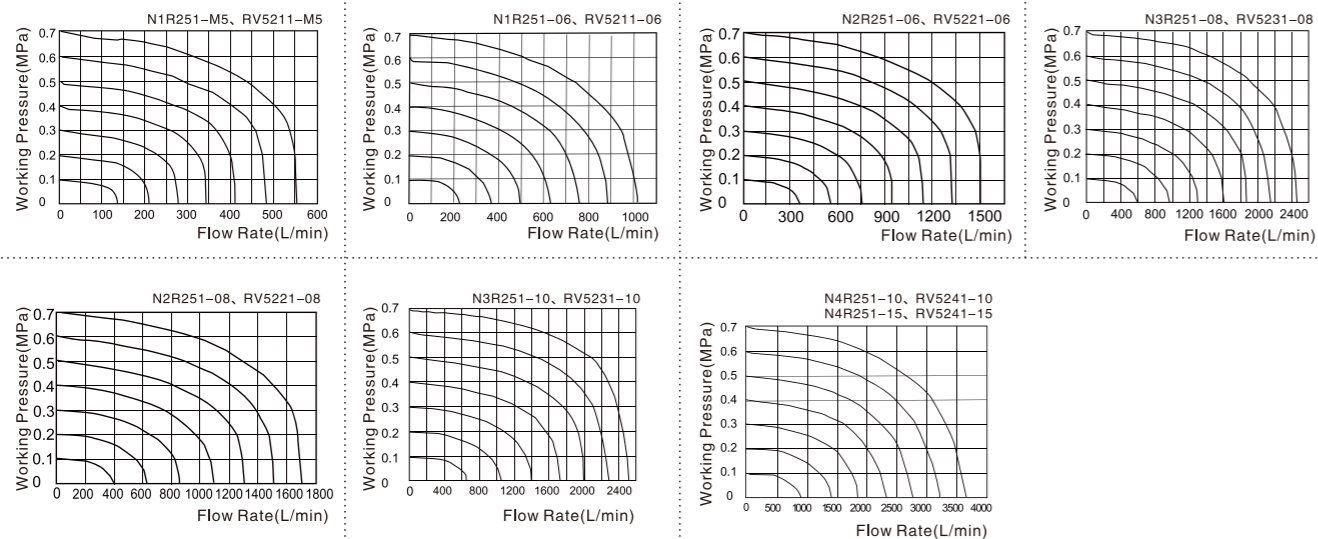 N1R251-M5、RV5211-M5
Working Pressure(MPa)
0.7
0.6
0.5
0.4
0.3
0.2
0.1
0
0 100 200 300 400 500 600
Flow Rate(L/min)
N1R251-06、RV5211-06
Working Pressure(MPa)
0.7
0.6
0.5
0.4
0.3
0.2
0.1
0
0 200 400 600 800 1000
Flow Rate(L/min)
N2R251-06、RV5221-06
Working Pressure(MPa)
0.7
0.6
0.5
0.4
0.3
0.2
0.1
0
0 300 600 900 1200 1500
Flow Rate(L/min)
N3R251-08、RV5231-08
Working Pressure(MPa)
0.7
0.6
0.5
0.4
0.3
0.2
0.1
0
0 400 800 1200 1600 2000 2400
Flow Rate(L/min)
N2R251-08、RV5221-08
Working Pressure(MPa)
0.7
0.6
0.5
0.4
0.3
0.2
0.1
0
0 200 400 600 800 1000 1200 1400 1600 1800
Flow Rate(L/min)
N3R251-10、RV5231-10
Working Pressure(MPa)
0.7
0.6
0.5
0.4
0.3
0.2
0.1
0
0 400 800 1200 1600 2000 2400
Flow Rate(L/min)
N4R251-10、RV5241-10
N4R251-15、RV5241-15
Working Pressure(MPa)
0.7
0.6
0.5
0.4
0.3
0.2
0.1
0
0 500 1000 1500 2000 2500 3000 3500 4000
Flow Rate(L/min)